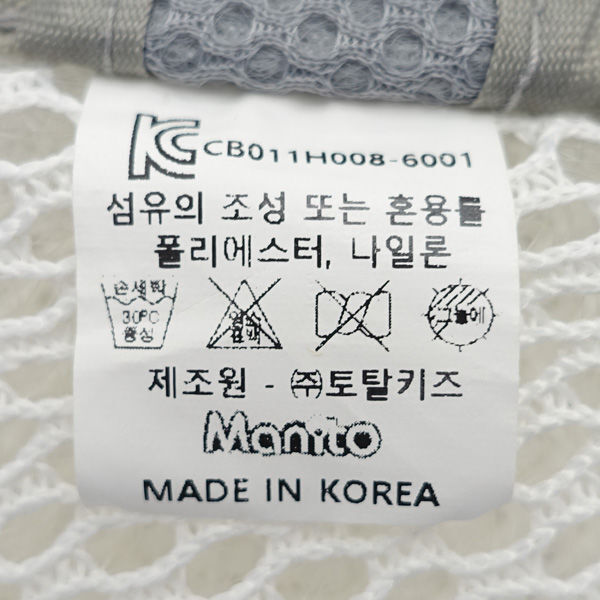 KC CB011H008-6001
섬유의 조성 또는 혼용률
폴리에스터, 나일론
손세탁 30℃ 중성 염소 표백 그늘에
제조원 - ㈜토탈키즈
Manito
MADE IN KOREA